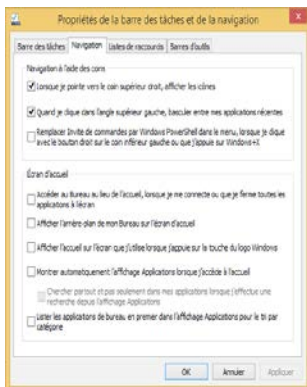 Propriétés de la barre des tâches et de la navigation
Barre des tâches Navigation Listes de raccourcis Barres d'outils
Navigation à l'aide des coins
Lorsque je pointe vers le coin supérieur droit, afficher les icônes
Quand je clique dans l'angle supérieur gauche, basculer entre mes applications récentes
Remplacer Invite de commandes par Windows PowerShell dans le menu, lorsque je clique
avec le bouton droit sur le coin inférieur gauche ou que j'appuie sur Windows+X
Écran d'accueil
Accéder au Bureau au lieu de l'accueil, lorsque je me connecte ou que je ferme toutes les
applications à l'écran
Afficher l'arrière-plan de mon Bureau sur l'écran d'accueil
Afficher l'accueil sur l'écran que j'utilise lorsque j'appuie sur la touche du logo Windows
Montrer automatiquement l'affichage Applications lorsque j'accède à l'accueil
Chercher partout et pas seulement dans mes applications lorsque j'effectue une
recherche depuis l'affichage Applications
Lister les applications de bureau en premier dans l'affichage Applications pour le tri par
catégorie
OK Annuler Appliquer